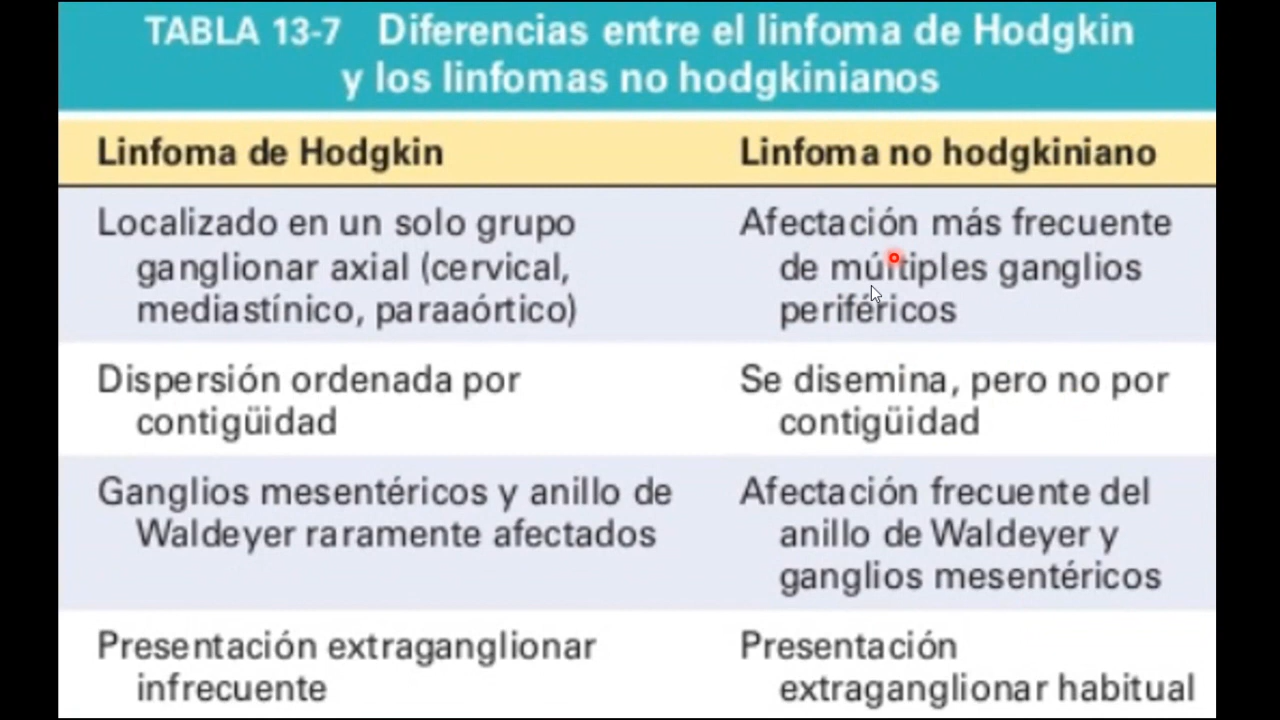 TABLA 13-7 Diferencias entre el linfoma de Hodgkin
y los linfomas no hodgkinianos
Linfoma de Hodgkin
Linfoma no hodgkiniano
Localizado en un solo grupo
ganglionar axial (cervical,
mediastínico, paraaórtico)
Afectación más frecuente
de múltiples ganglios
periféricos
Dispersión ordenada por
contigüidad
Se disemina, pero no por
contigüidad
Ganglios mesentéricos y anillo de
Waldeyer raramente afectados
Afectación frecuente del
anillo de Waldeyer y
ganglios mesentéricos
Presentación extraganglionar
infrecuente
Presentación
extraganglionar habitual